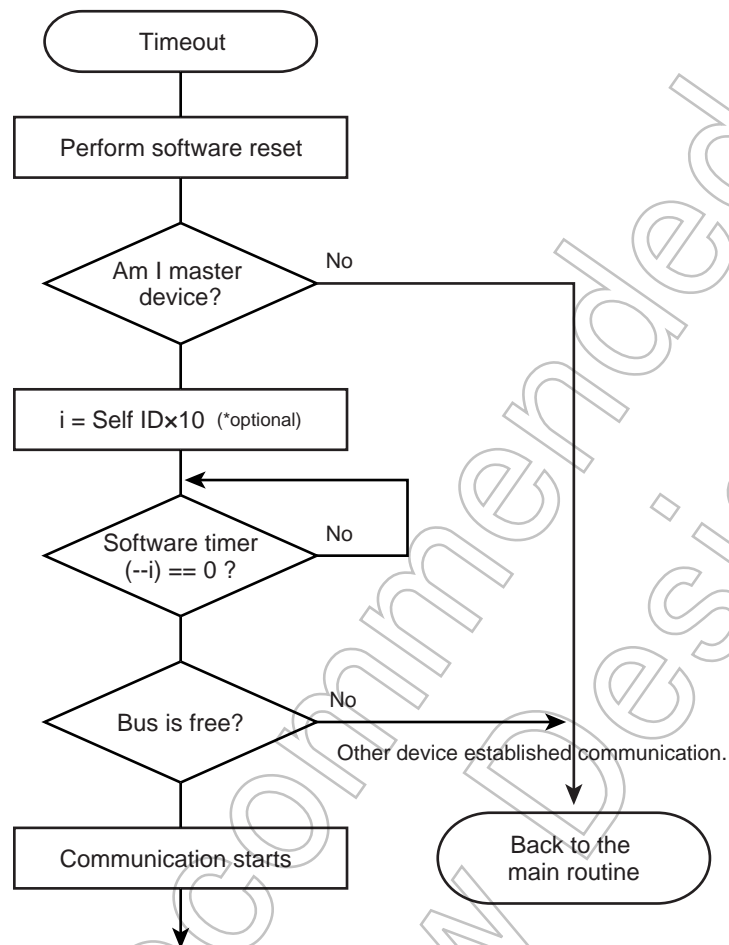 Timeout
Perform software reset
Am I master
device?
No
i = Self ID×10 (*optional)
Software timer
(--i) == 0 ?
No
Bus is free?
No
Other device established communication.
Communication starts
Back to the
main routine